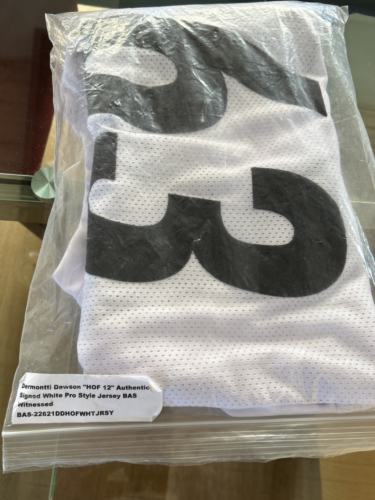 Dermontti Dawson "HOF 12" Authentic
Signed White Pro Style Jersey BAS
Witnessed
BAS-22621DDHOFWHTJRSY